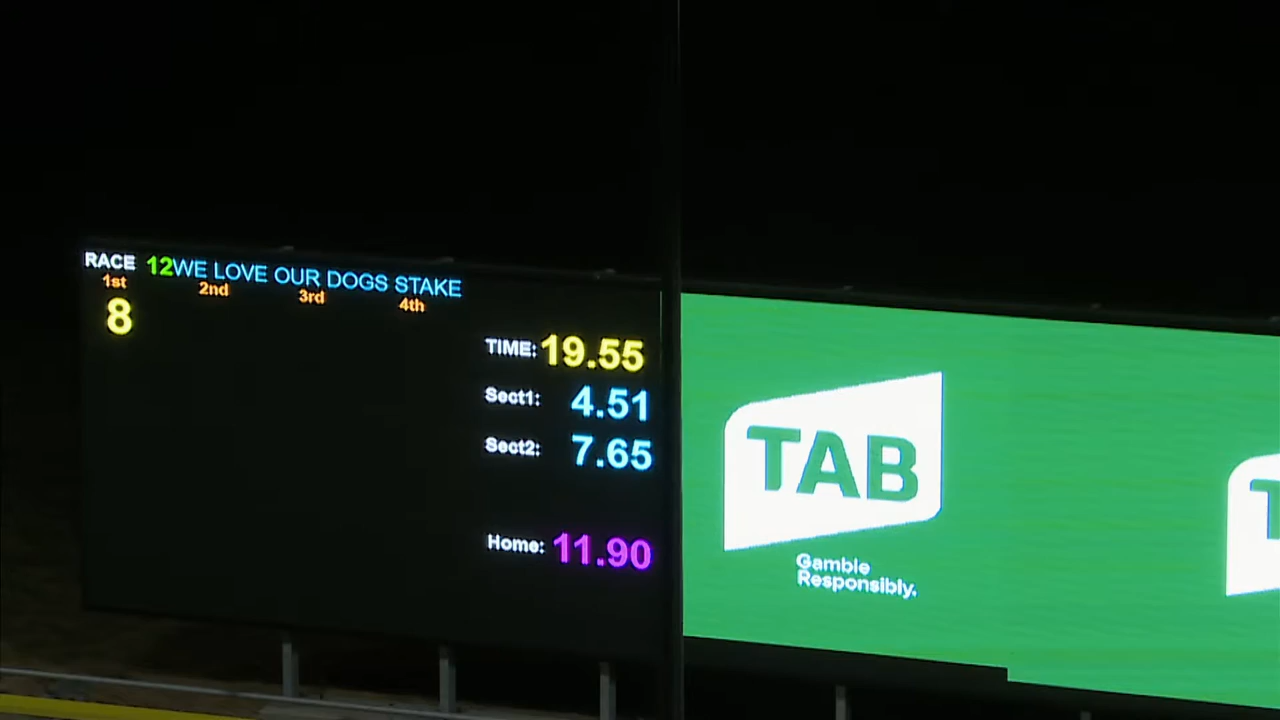 RACE 12WE LOVE OUR DOGS STAKE
1st 2nd 3rd 4th
8
TIME: 19.55
Sect1: 4.51
Sect2: 7.65
Home: 11.90
TAB
Gamble
Responsibly.
T